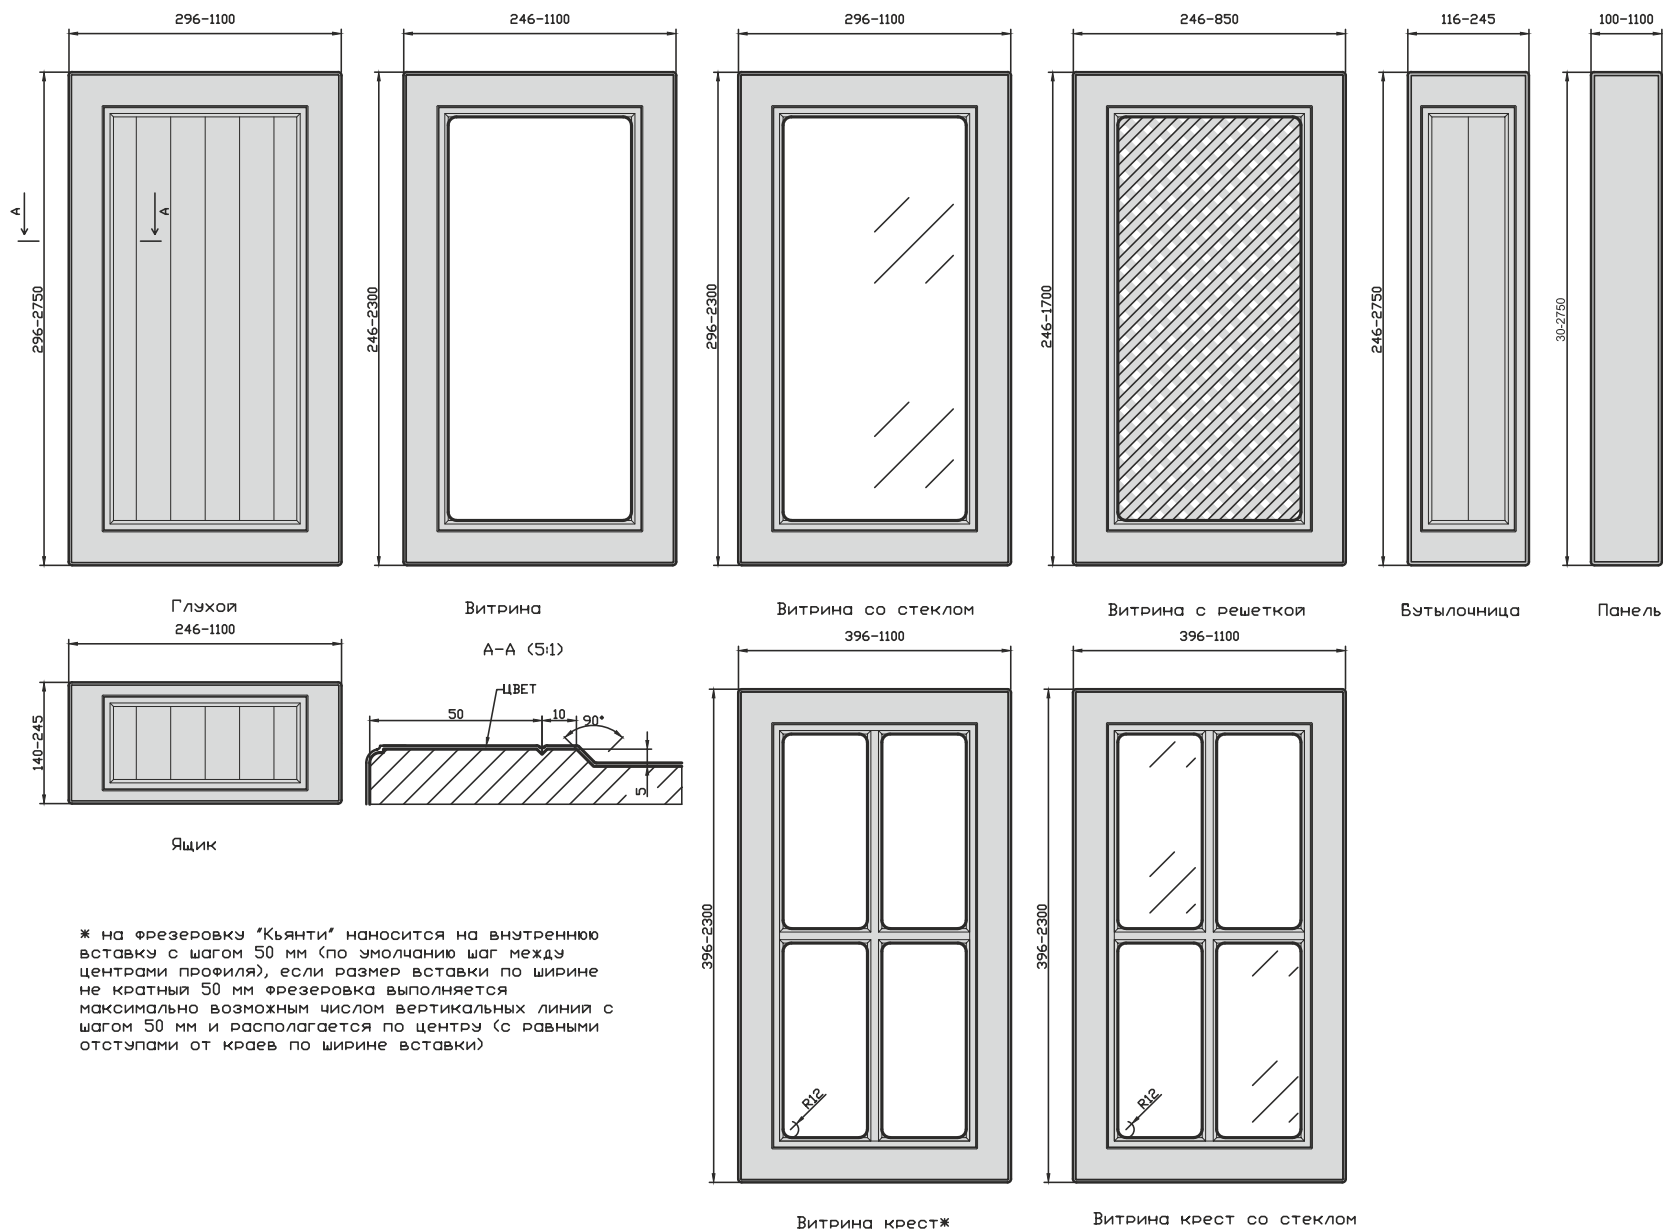 296-1100
246-1100
296-1100
246-850
116-245
100-1100
А
А
296-2750
246-2300
296-2300
246-1700
246-2750
30-2750
Глухой
Витрина
Витрина со стеклом
Витрина с решеткой
Бутылочница
Панель
246-1100
А-А (5:1)
396-1100
396-1100
ЦВЕТ
50
10
90°
5
140-245
Ящик
396-2300
396-2300
* на фрезеровку "Кьянти" наносится на внутреннюю
вставку с шагом 50 мм (по умолчанию шаг между
центрами профиля), если размер вставки по ширине
не кратный 50 мм фрезеровка выполняется
максимально возможным числом вертикальных линий с
шагом 50 мм и располагается по центру (с равными
отступами от краев по ширине вставки)
R12
R12
Витрина крест*
Витрина крест со стеклом